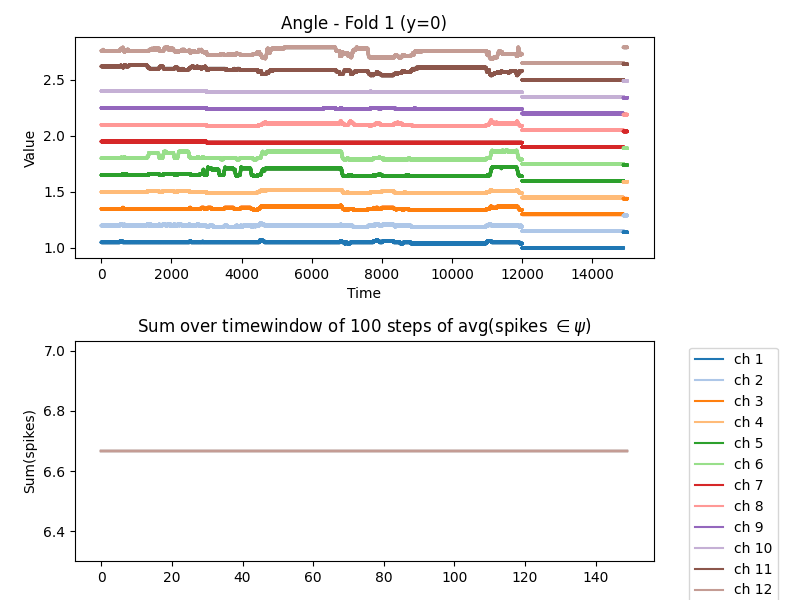 Angle - Fold 1 (y=0)
Value
2.5
2.0
1.5
1.0
0 2000 4000 6000 8000 10000 12000 14000
Time
Sum over timewindow of 100 steps of avg(spikes ∈ ψ)
Sum(spikes)
7.0
6.8
6.6
6.4
0 20 40 60 80 100 120 140
ch 1
ch 2
ch 3
ch 4
ch 5
ch 6
ch 7
ch 8
ch 9
ch 10
ch 11
ch 12